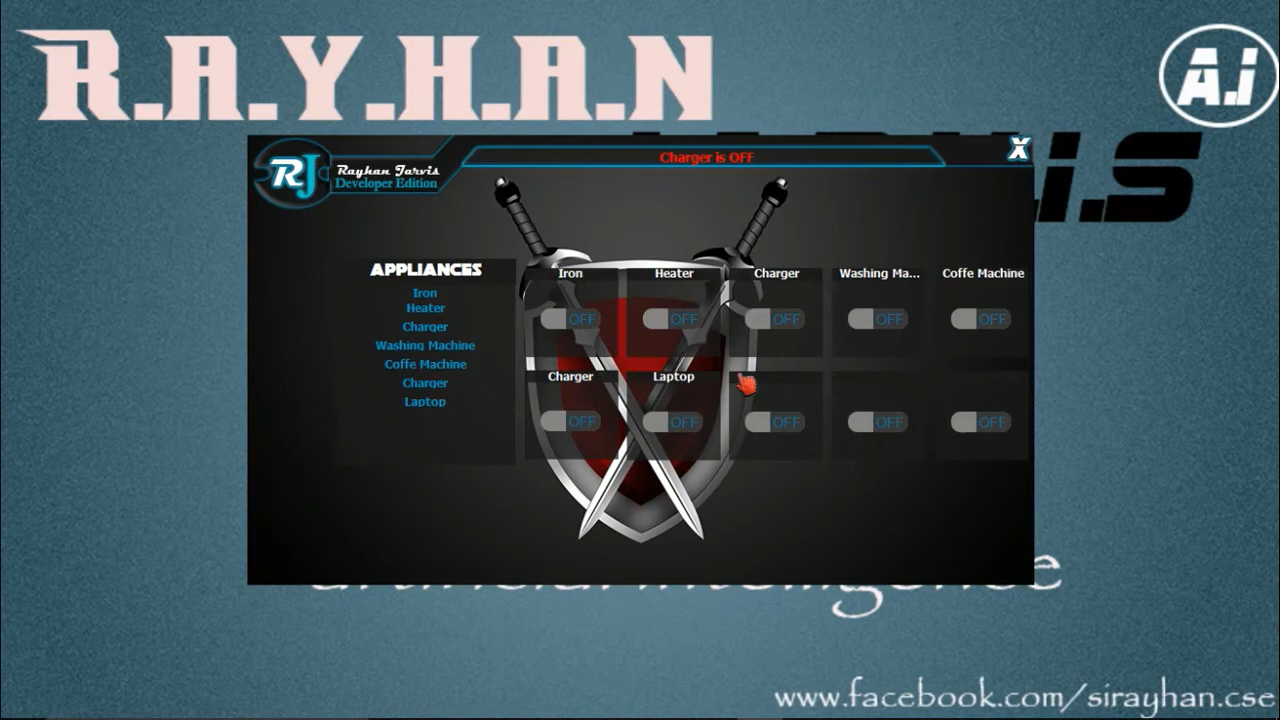 R.A.Y.H.A.N
A.I
RJ
Rayhan Jarvis
Developer Edition
Charger is OFF
X
APPLIANCES
Iron
Heater
Charger
Washing Machine
Coffe Machine
Charger
Laptop
Iron Heater Charger Washing Ma... Coffe Machine
OFF OFF OFF OFF OFF
Charger Laptop
OFF OFF OFF OFF OFF
www.facebook.com/sirayhan.cse